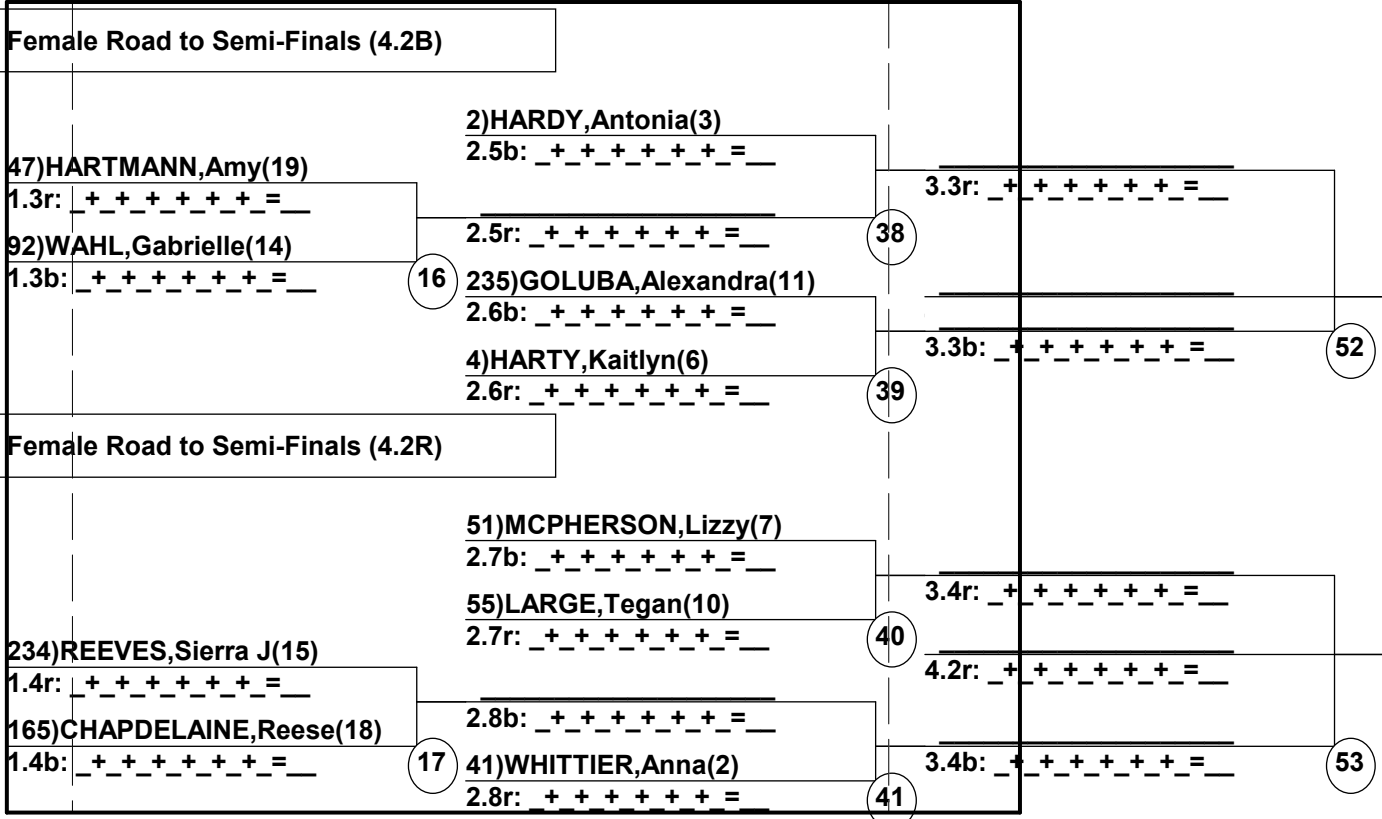 Female Road to Semi-Finals (4.2B)
2)HARDY,Antonia(3)
2.5b: _+_+_+_+_+_=__
47)HARTMANN,Amy(19)
1.3r: _+_+_+_+_+_=__
3.3r: _+_+_+_+_+_=__
2.5r: _+_+_+_+_+_=__
38
92)WAHL,Gabrielle(14)
1.3b: _+_+_+_+_+_=__
16
235)GOLUBA,Alexandra(11)
2.6b: _+_+_+_+_+_=__
3.3b: _+_+_+_+_+_=__
52
4)HARTY,Kaitlyn(6)
2.6r: _+_+_+_+_+_=__
39
Female Road to Semi-Finals (4.2R)
51)MCPHERSON,Lizzy(7)
2.7b: _+_+_+_+_+_=__
3.4r: _+_+_+_+_+_=__
55)LARGE,Tegan(10)
2.7r: _+_+_+_+_+_=__
40
234)REEVES,Sierra J(15)
1.4r: _+_+_+_+_+_=__
4.2r: _+_+_+_+_+_=__
2.8b: _+_+_+_+_+_=__
165)CHAPDELAINE,Reese(18)
1.4b: _+_+_+_+_+_=__
17
41)WHITTIER,Anna(2)
2.8r: _+_+_+_+_+_=__
41
3.4b: _+_+_+_+_+_=__
53